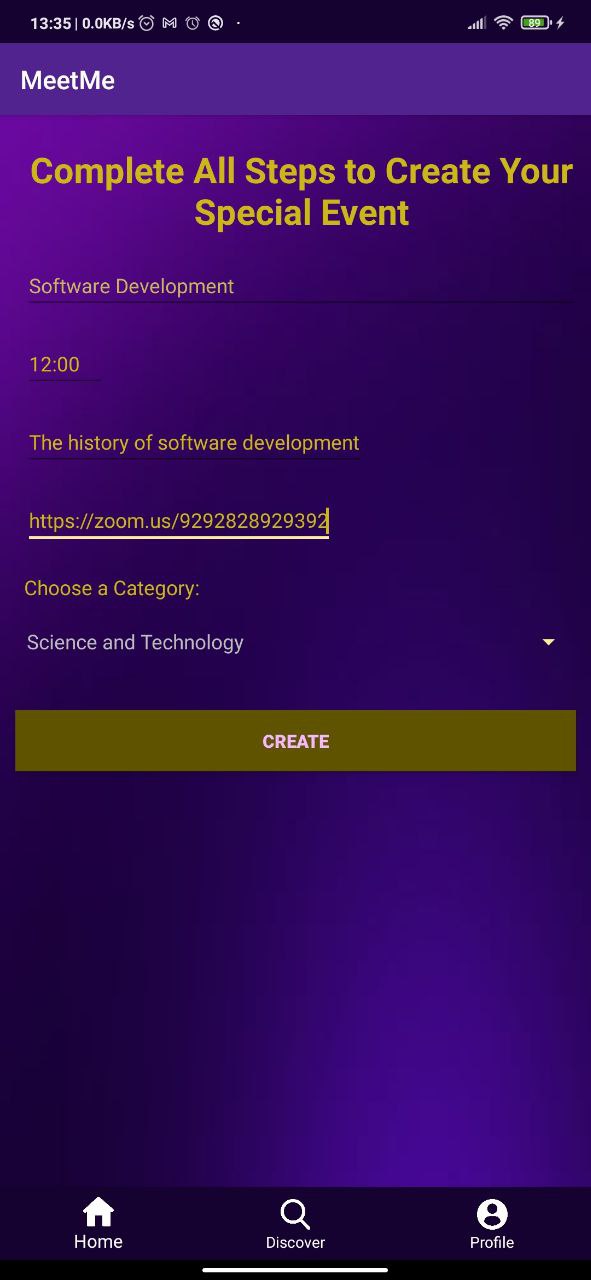 13:35 | 0.0KB/s
89
MeetMe
Complete All Steps to Create Your
Special Event
Software Development
12:00
The history of software development
https://zoom.us/9292828929392
Choose a Category:
Science and Technology
CREATE
Home
Discover
Profile